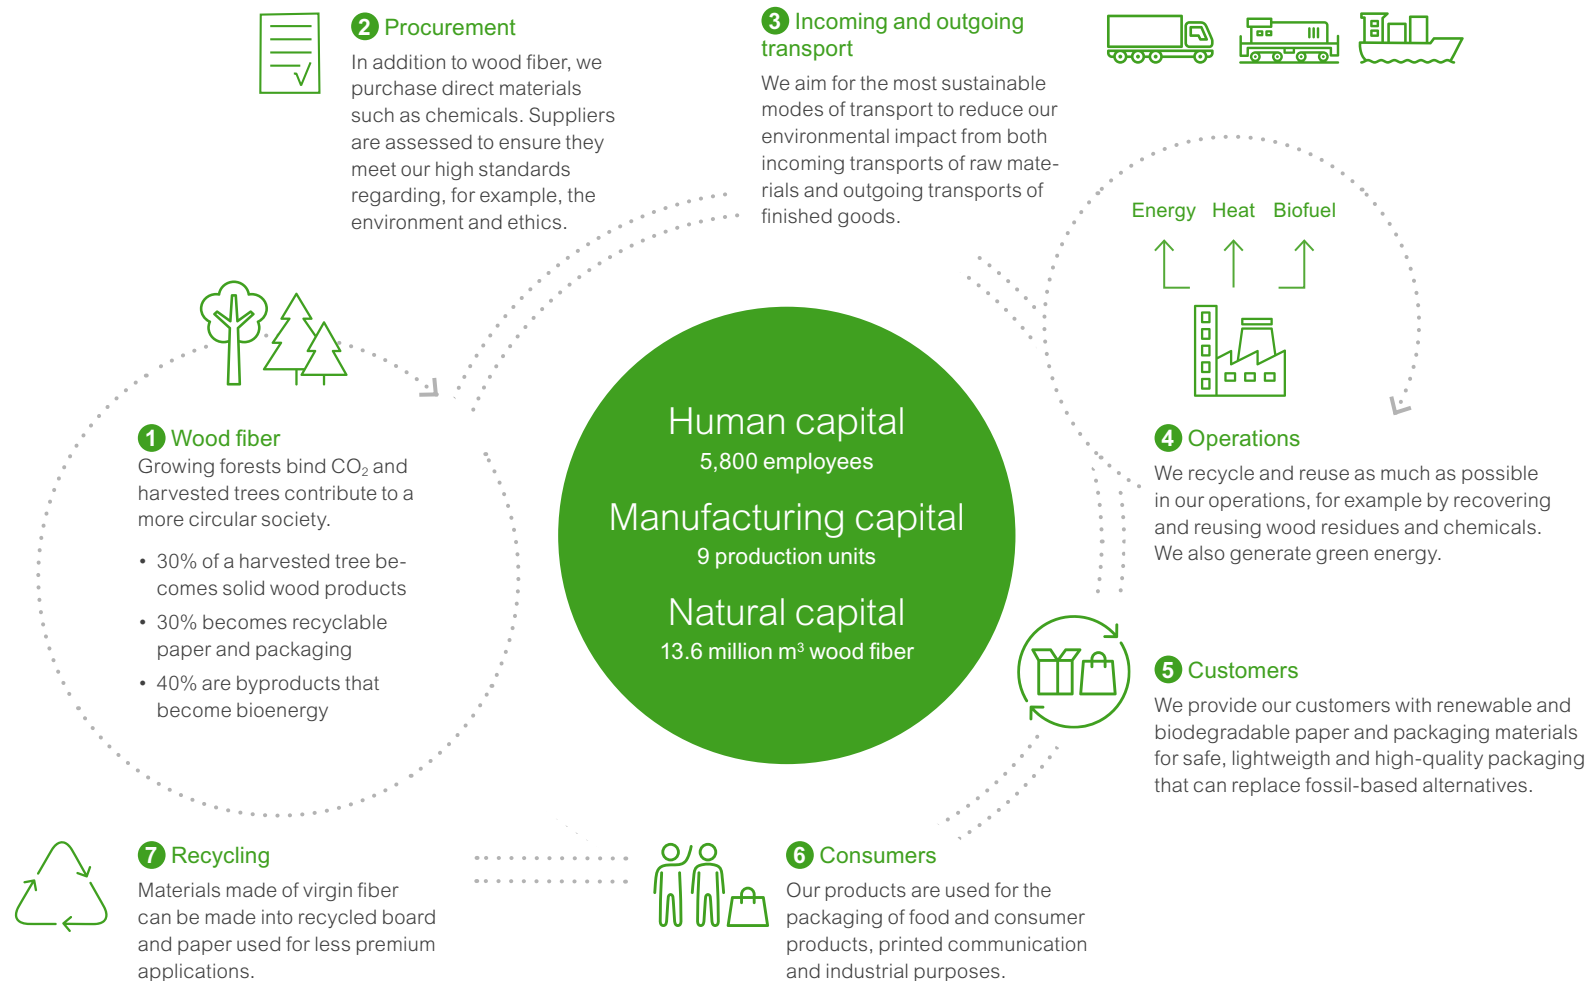 2 Procurement
In addition to wood fiber, we
purchase direct materials
such as chemicals. Suppliers
are assessed to ensure they
meet our high standards
regarding, for example, the
environment and ethics.
3 Incoming and outgoing
transport
We aim for the most sustainable
modes of transport to reduce our
environmental impact from both
incoming transports of raw mate-
rials and outgoing transports of
finished goods.
Energy Heat Biofuel
1 Wood fiber
Growing forests bind CO₂ and
harvested trees contribute to a
more circular society.
• 30% of a harvested tree be-
comes solid wood products
• 30% becomes recyclable
paper and packaging
• 40% are byproducts that
become bioenergy
Human capital
5,800 employees
Manufacturing capital
9 production units
Natural capital
13.6 million m³ wood fiber
4 Operations
We recycle and reuse as much as possible
in our operations, for example by recovering
and reusing wood residues and chemicals.
We also generate green energy.
5 Customers
We provide our customers with renewable and
biodegradable paper and packaging materials
for safe, lightweigth and high-quality packaging
that can replace fossil-based alternatives.
7 Recycling
Materials made of virgin fiber
can be made into recycled board
and paper used for less premium
applications.
6 Consumers
Our products are used for the
packaging of food and consumer
products, printed communication
and industrial purposes.